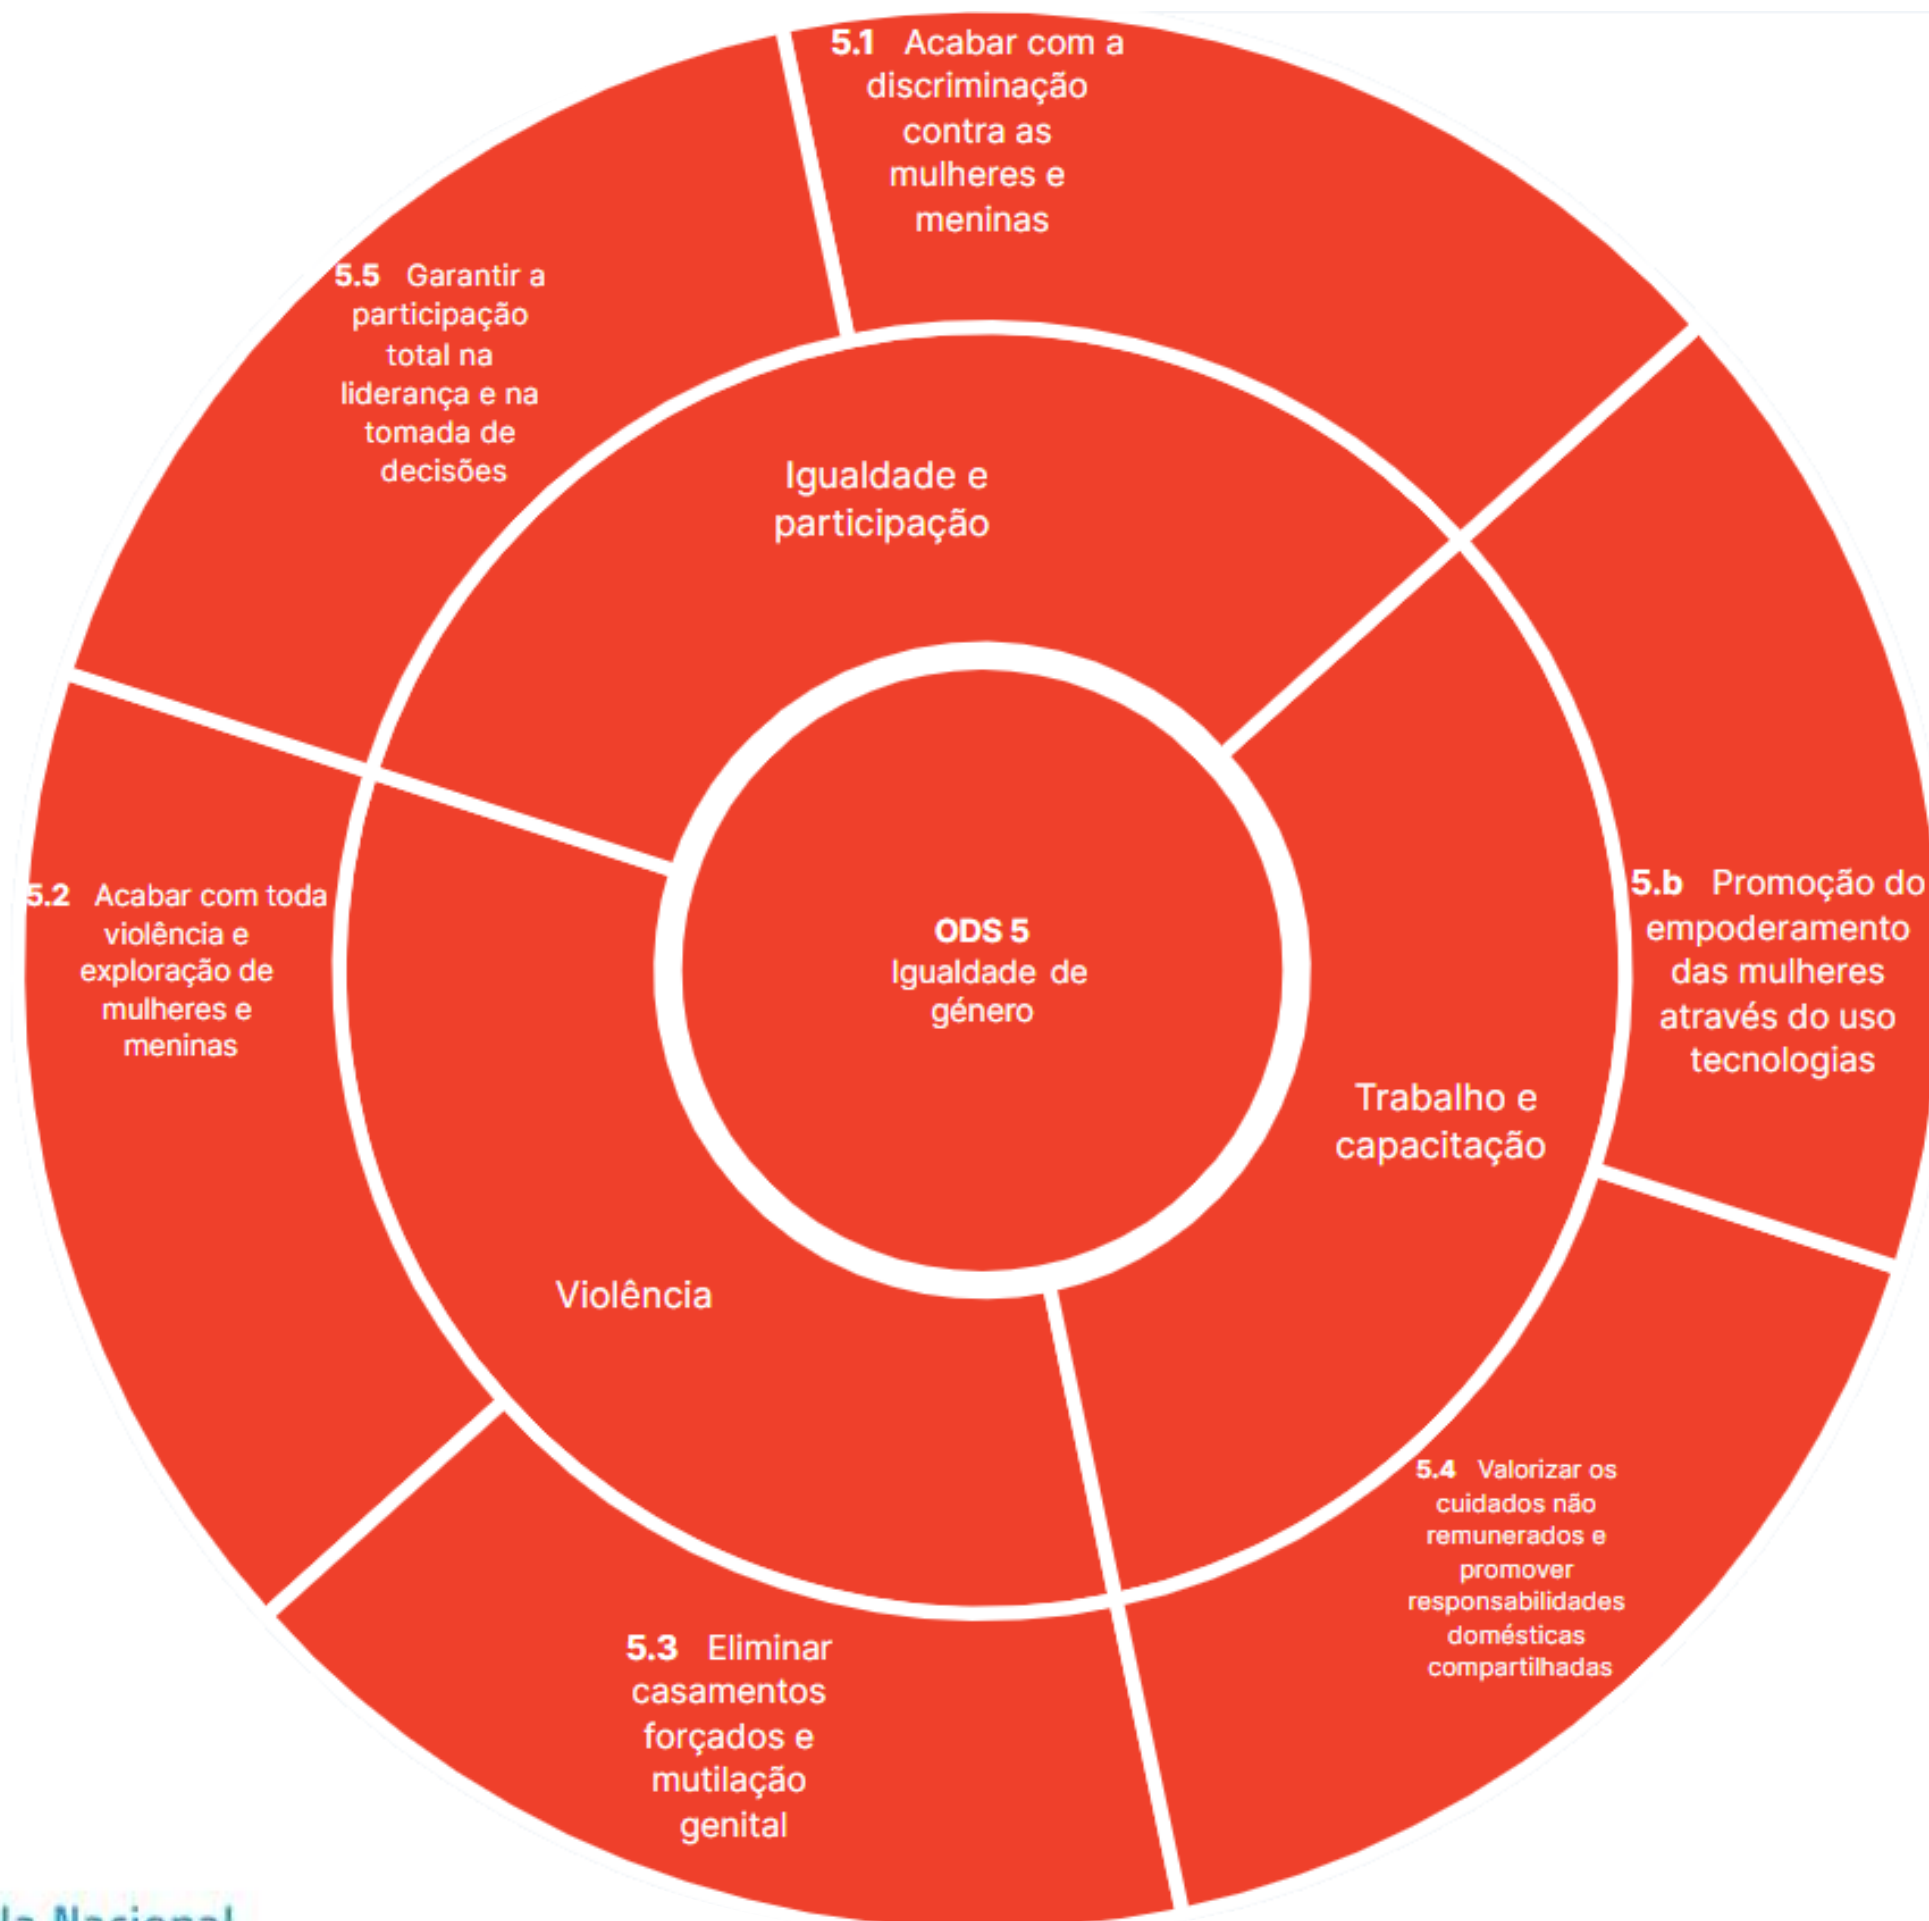 5.1 Acabar com a
discriminação
contra as
mulheres e
meninas
5.5 Garantir a
participação
total na
liderança e na
tomada de
decisões
Igualdade e
participação
5.2 Acabar com toda
violência e
exploração de
mulheres e
meninas
ODS 5
Igualdade de
género
5.b Promoção do
empoderamento
das mulheres
através do uso
tecnologias
Trabalho e
capacitação
Violência
5.4 Valorizar os
cuidados não
remunerados e
promover
responsabilidades
domésticas
compartilhadas
5.3 Eliminar
casamentos
forçados e
mutilação
genital
Nacional